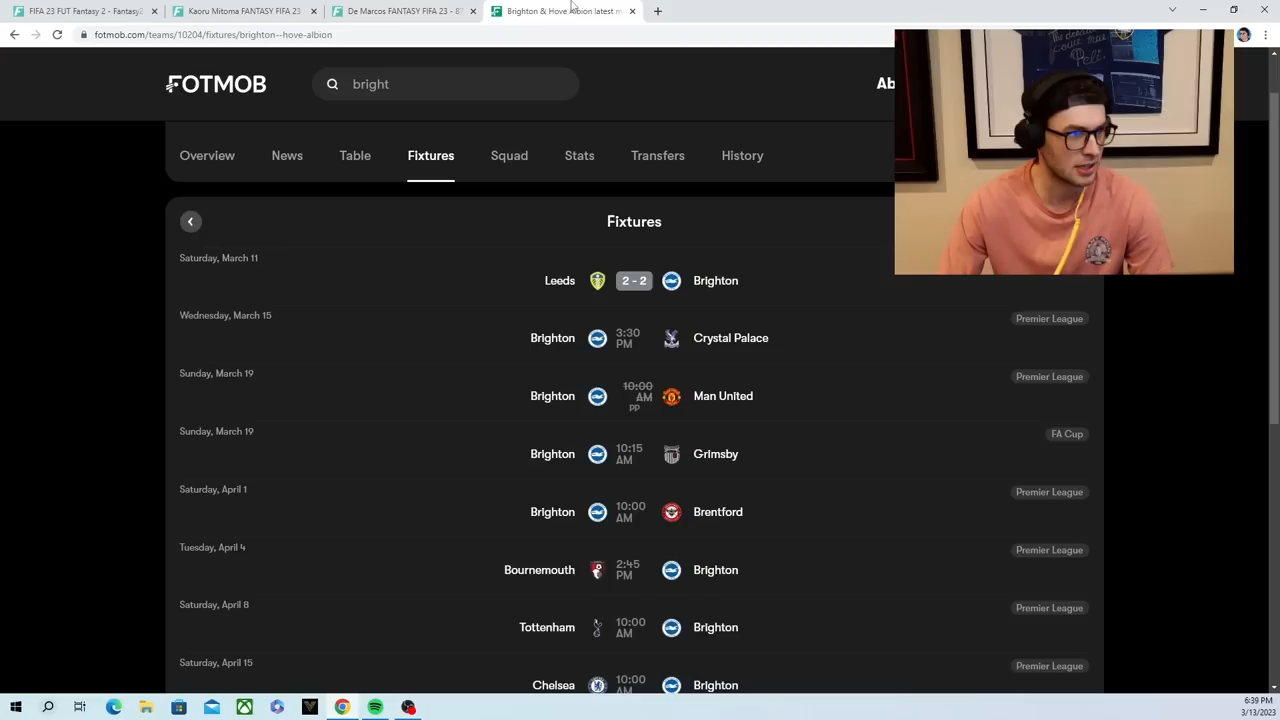 FIFA 23 FUT Fantasy 2 - Fantasy2
Kaoru Mitoma FANTASY FIFA 23
De Marcos FANTASY FIFA 23 - 8
Brighton & Hove Albion latest
fotmob.com/teams/10204/fixtures/brighton--hove-albion
FOTMOB
bright
Ab
The
Pelé.
Overview
News
Table
Fixtures
Squad
Stats
Transfers
History
Fixtures
Saturday, March 11
Leeds 2 - 2 Brighton
Wednesday, March 15
Premier League
Brighton 3:30 PM Crystal Palace
Sunday, March 19
Premier League
Brighton 10:00 AM PP Man United
Sunday, March 19
FA Cup
Brighton 10:15 AM Grimsby
Saturday, April 1
Premier League
Brighton 10:00 AM Brentford
Tuesday, April 4
Premier League
Bournemouth 2:45 PM Brighton
Saturday, April 8
Premier League
Tottenham 10:00 AM Brighton
Saturday, April 15
Premier League
Chelsea 10:00 Brighton
6:39 PM
3/13/2023